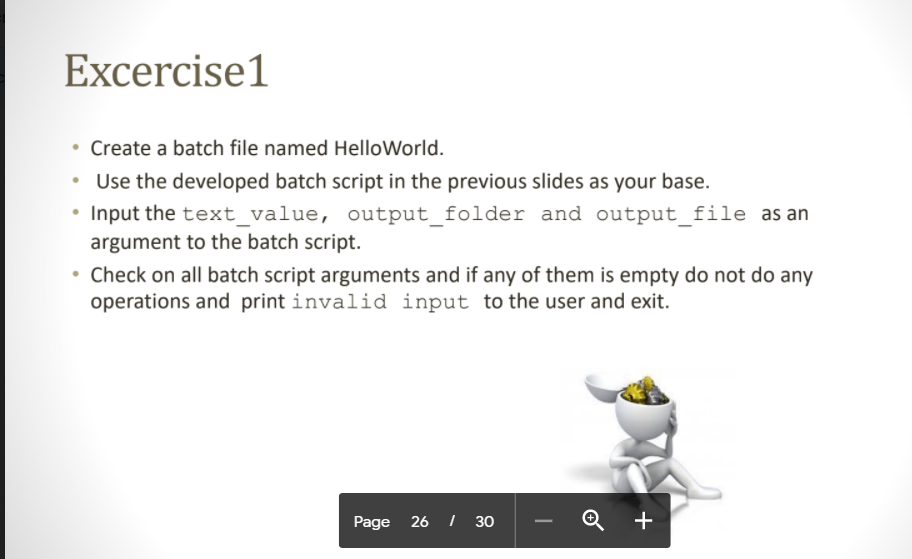 Excercise1
• Create a batch file named HelloWorld.
• Use the developed batch script in the previous slides as your base.
• Input the text_value, output_folder and output_file as an
argument to the batch script.
• Check on all batch script arguments and if any of them is empty do not do any
operations and print invalid input to the user and exit.
Page 26 / 30